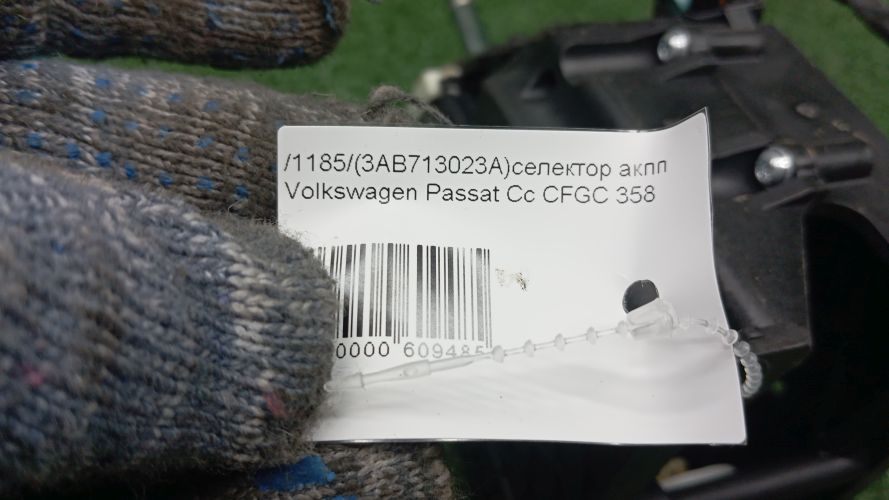 /1185/(3AB713023A)селектор акпп
Volkswagen Passat Cc CFGC 358
0000 609485